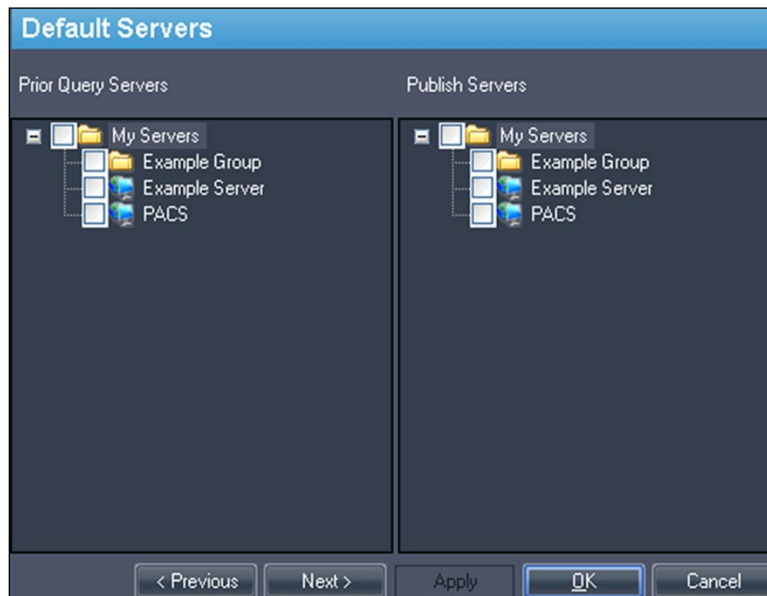 Default Servers
Prior Query Servers
Publish Servers
My Servers
Example Group
Example Server
PACS
My Servers
Example Group
Example Server
PACS
< Previous
Next >
Apply
OK
Cancel